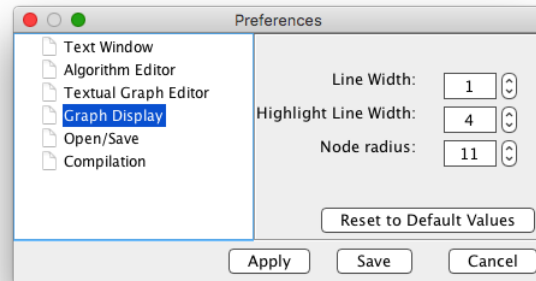 Preferences
Text Window
Algorithm Editor
Textual Graph Editor
Graph Display
Open/Save
Compilation
Line Width: 1
Highlight Line Width: 4
Node radius: 11
Reset to Default Values
Apply Save Cancel